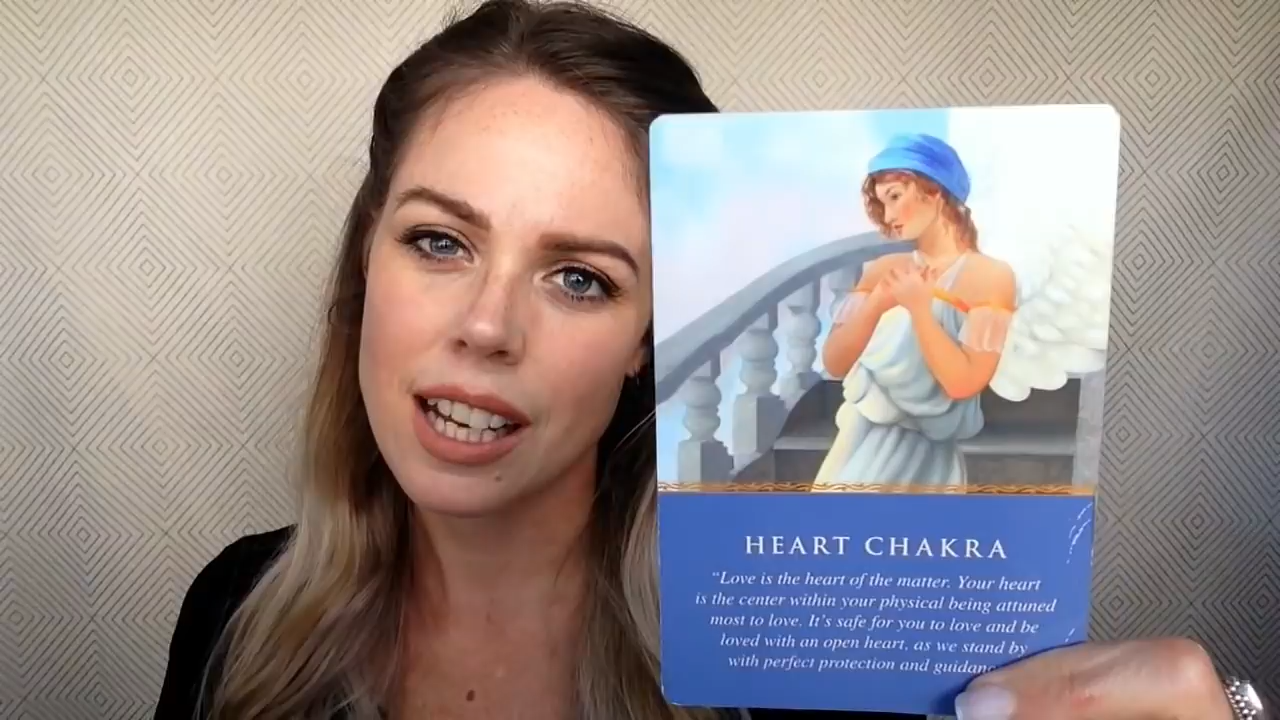 HEART CHAKRA
"Love is the heart of the matter. Your heart
is the center within your physical being attuned
most to love. It's safe for you to love and be
loved with an open heart, as we stand by
with perfect protection and